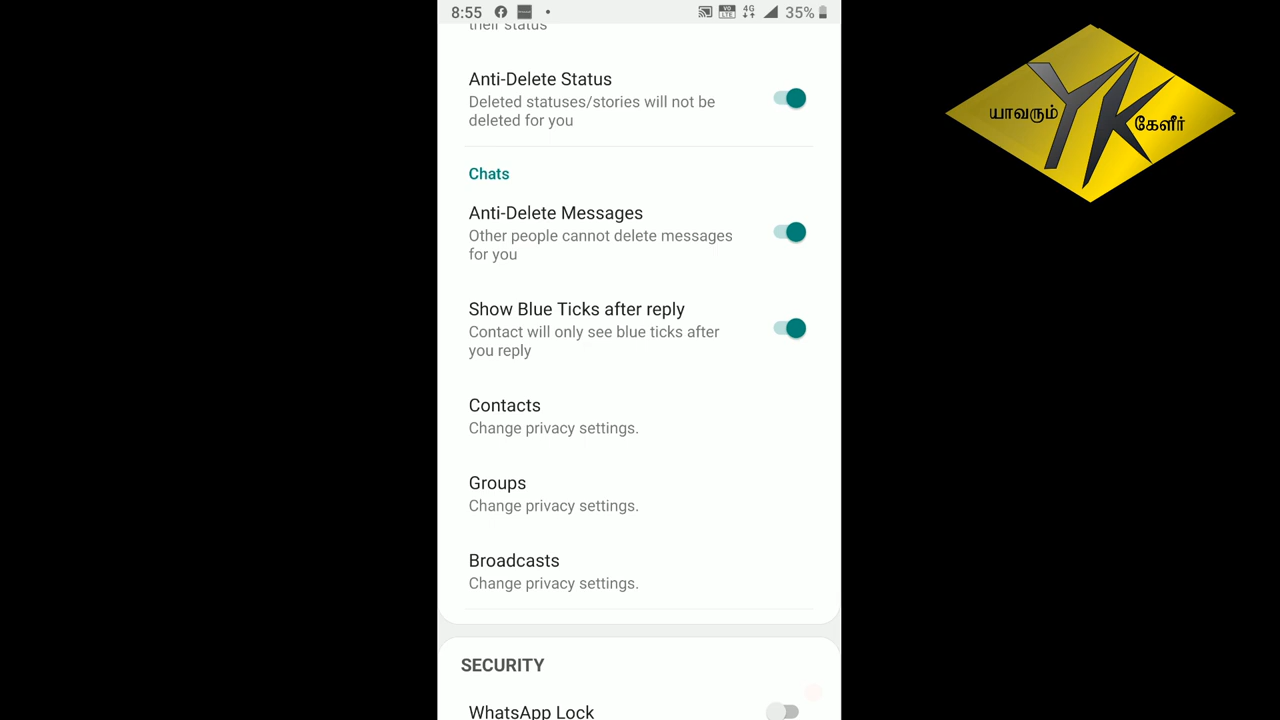 8:55
VO
LTE
4G
35%
their status
Anti-Delete Status
Deleted statuses/stories will not be
deleted for you
Chats
Anti-Delete Messages
Other people cannot delete messages
for you
Show Blue Ticks after reply
Contact will only see blue ticks after
you reply
Contacts
Change privacy settings.
Groups
Change privacy settings.
Broadcasts
Change privacy settings.
SECURITY
WhatsApp Lock
யாவரும் YK கேளீர்